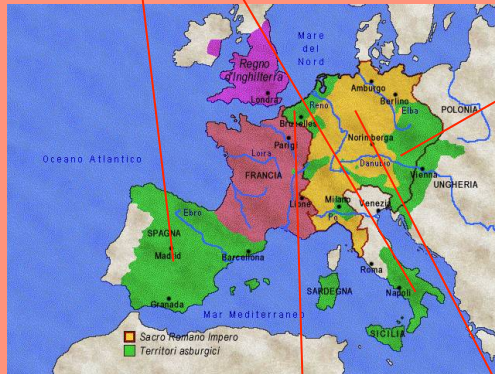 Mare
del
Nord
Regno
d'Inghilterra
Londra
Amburgo
Berlino
Elba
Reno
Bruxelles
POLONIA
Oceano Atlantico
Parigi
Norimberga
Loira
Danubio
FRANCIA
Vienna
UNGHERIA
Lione
Milano
Venezia
Po
Ebro
SPAGNA
Madrid
Barcellona
Roma
SARDEGNA
Napoli
Granada
Mar Mediterraneo
SICILIA
Sacro Romano Impero
Territori asburgici